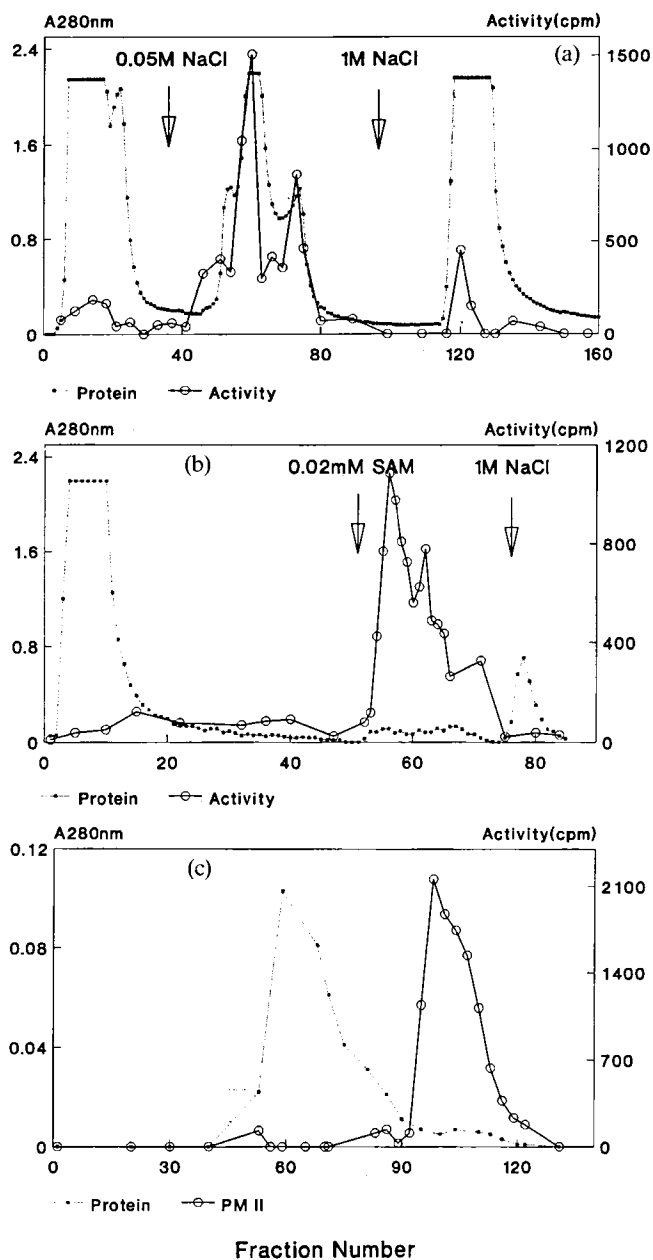 A280nm Activity(cpm)
0.05M NaCl 1M NaCl (a)
2.4 1500
1.6 1000
0.8 500
0 0
0 40 80 120 160
Protein Activity
A280nm Activity(cpm)
(b) 0.02mM SAM 1M NaCl
2.4 1200
1.6 800
0.8 400
0 0
0 20 40 60 80
Protein Activity
A280nm Activity(cpm)
(c)
0.12
2100
0.08
1400
0.04 700
0 0
0 30 60 90 120
Protein PM II
Fraction Number